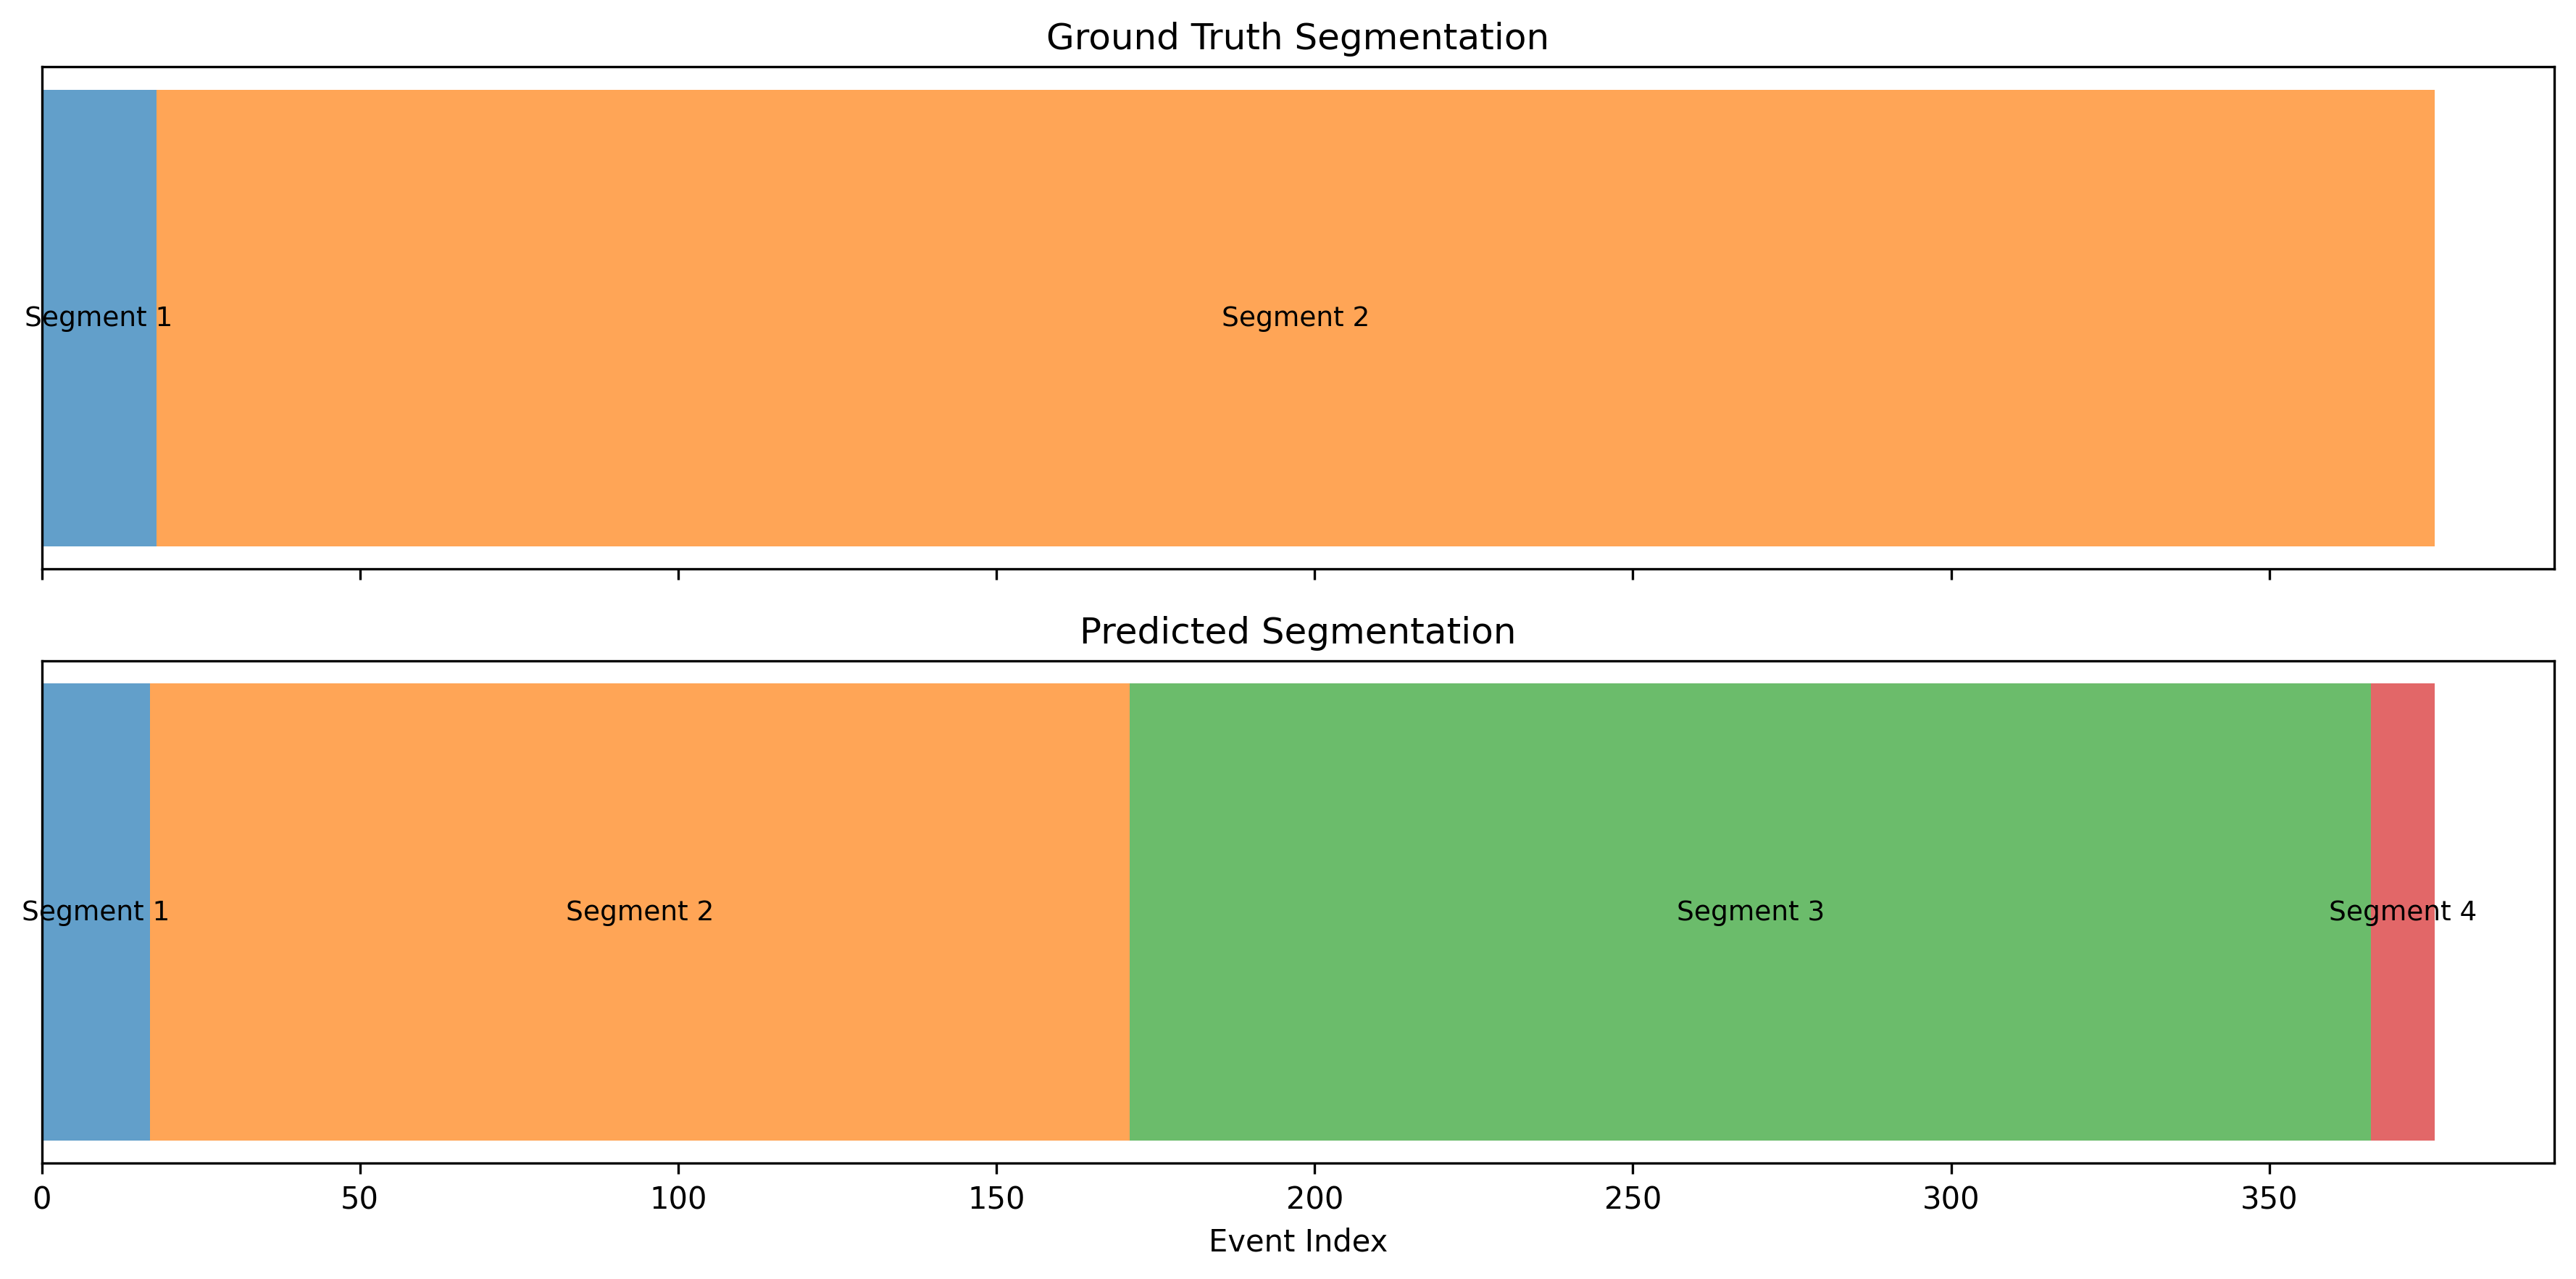 Ground Truth Segmentation
Segment 1 Segment 2
Predicted Segmentation
Segment 1 Segment 2 Segment 3 Segment 4
0 50 100 150 200 250 300 350
Event Index